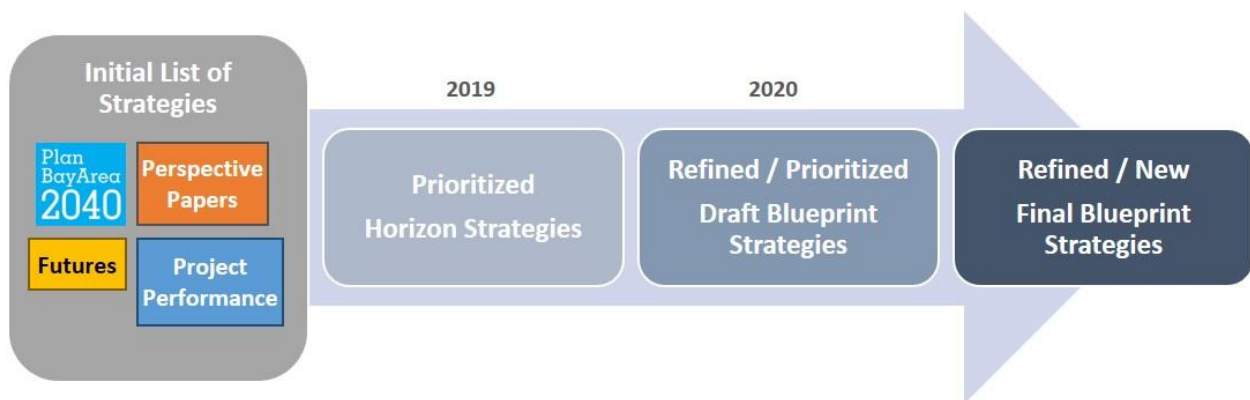 Initial List of
Strategies
Plan
BayArea
2040
Perspective
Papers
Futures
Project
Performance
2019
2020
Prioritized
Horizon Strategies
Refined / Prioritized
Draft Blueprint
Strategies
Refined / New
Final Blueprint
Strategies